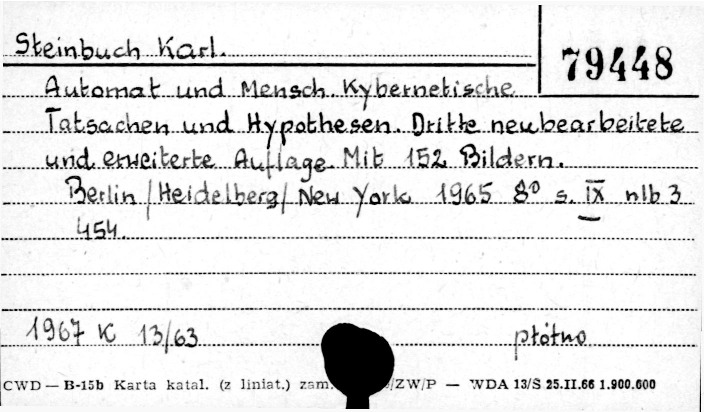 Steinbuch Karl.
79448
Automat und Mensch. Kybernetische
Tatsachen und Hypothesen. Dritte neubearbeitete
und erweiterte Auflage. Mit 152 Bildern.
Berlin/Heidelberg/New York 1965 8° s. IX nlb 3
454.
1967 K 13/63 płótno
CWD — B-15b Karta katal. (z liniat.) zam. /ZW/P — WDA 13/S 25.II.66 1.900.000